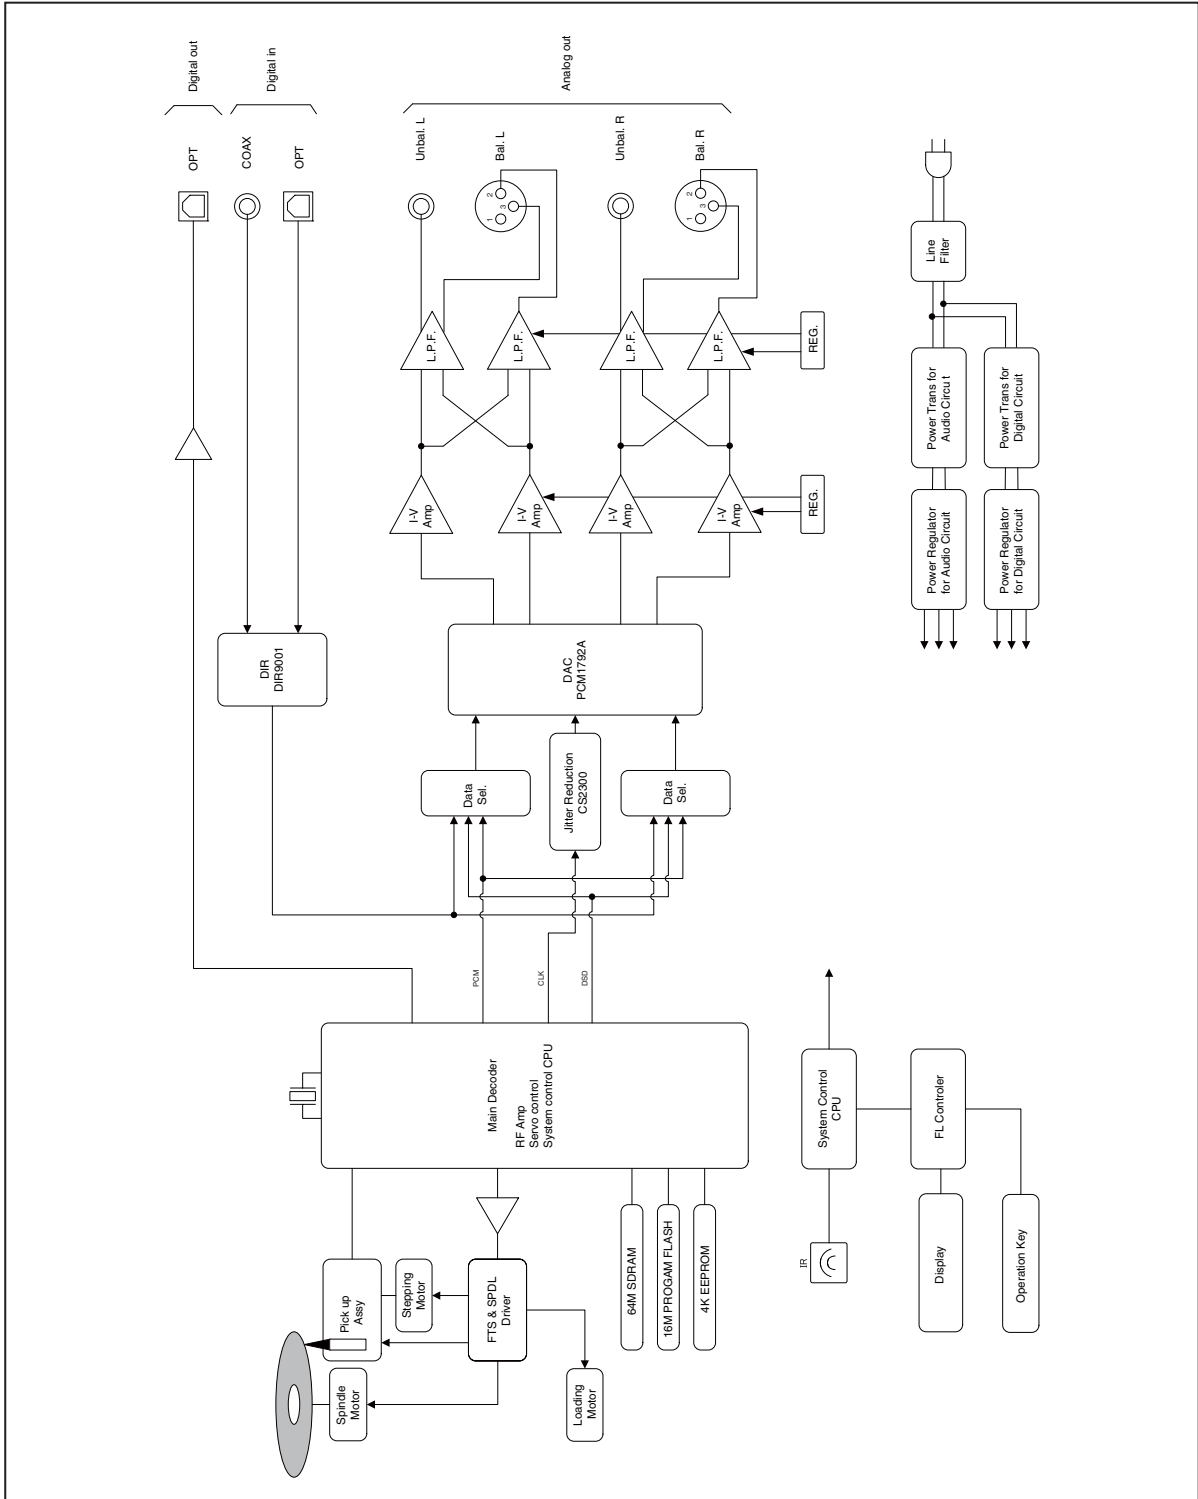 Digital out
Digital in
OPT
COAX
OPT
Analog out
Unbal. L
Bal. L
Unbal. R
Bal. R
1
2
3
1
2
3
L.P.F.
L.P.F.
L.P.F.
L.P.F.
REG.
I-V
Amp
I-V
Amp
I-V
Amp
I-V
Amp
REG.
DIR
DIR9001
DAC
PCM1792A
Data
Sel.
Jitter Reduction
CS2300
Data
Sel.
PCM
CLK
DSD
Main Decoder
RF Amp
Servo control
System control CPU
Pick up
Assy
Stepping
Motor
FTS & SPDL
Driver
Spindle
Motor
Loading
Motor
64M SDRAM
16M PROGAM FLASH
4K EEPROM
Line
Filter
Power Trans for
Audio Circuit
Power Trans for
Digital Circuit
Power Regulator
for Audio Circuit
Power Regulator
for Digital Circuit
System Control
CPU
FL Controler
IR
Display
Operation Key